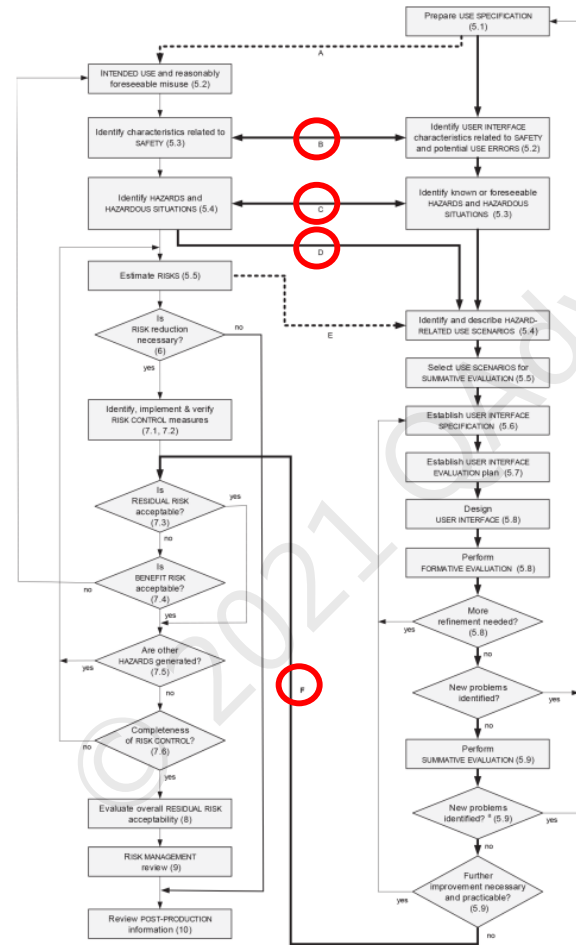 Prepare USE SPECIFICATION
(5.1)
A
INTENDED USE and reasonably
foreseeable misuse (5.2)
Identify characteristics related to
SAFETY (5.3)
B
Identify USER INTERFACE
characteristics related to SAFETY
and potential USE ERRORS (5.2)
Identify HAZARDS and
HAZARDOUS SITUATIONS (5.4)
C
Identify known or foreseeable
HAZARDS and HAZARDOUS
SITUATIONS (5.3)
D
Estimate RISKS (5.5)
E
Identify and describe HAZARD-
RELATED USE SCENARIOS (5.4)
Is
RISK reduction
necessary?
(6)
no
yes
Select USE SCENARIOS for
SUMMATIVE EVALUATION (5.5)
Identify, implement & verify
RISK CONTROL measures
(7.1, 7.2)
Establish USER INTERFACE
SPECIFICATION (5.6)
Establish USER INTERFACE
EVALUATION plan (5.7)
Is
RESIDUAL RISK
acceptable?
(7.3)
yes
no
Design
USER INTERFACE (5.8)
Perform
FORMATIVE EVALUATION (5.8)
Is
BENEFIT RISK
acceptable?
(7.4)
no
yes
More
refinement needed?
(5.8)
yes
no
Are other
HAZARDS generated?
(7.5)
yes
no
F
New problems
identified?
yes
no
Completeness
of RISK CONTROL?
(7.6)
no
yes
Perform
SUMMATIVE EVALUATION (5.9)
Evaluate overall RESIDUAL RISK
acceptability (8)
New problems
identified? a (5.9)
yes
no
RISK MANAGEMENT
review (9)
Further
improvement necessary
and practicable?
(5.9)
yes
no
Review POST-PRODUCTION
information (10)
© 2021 QAdv